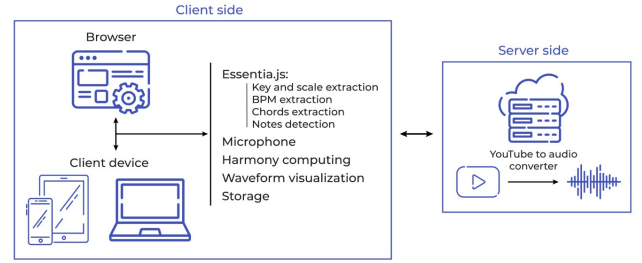 Client side
Browser
Client device
Essentia.js:
Key and scale extraction
BPM extraction
Chords extraction
Notes detection
Microphone
Harmony computing
Waveform visualization
Storage
Server side
YouTube to audio
converter